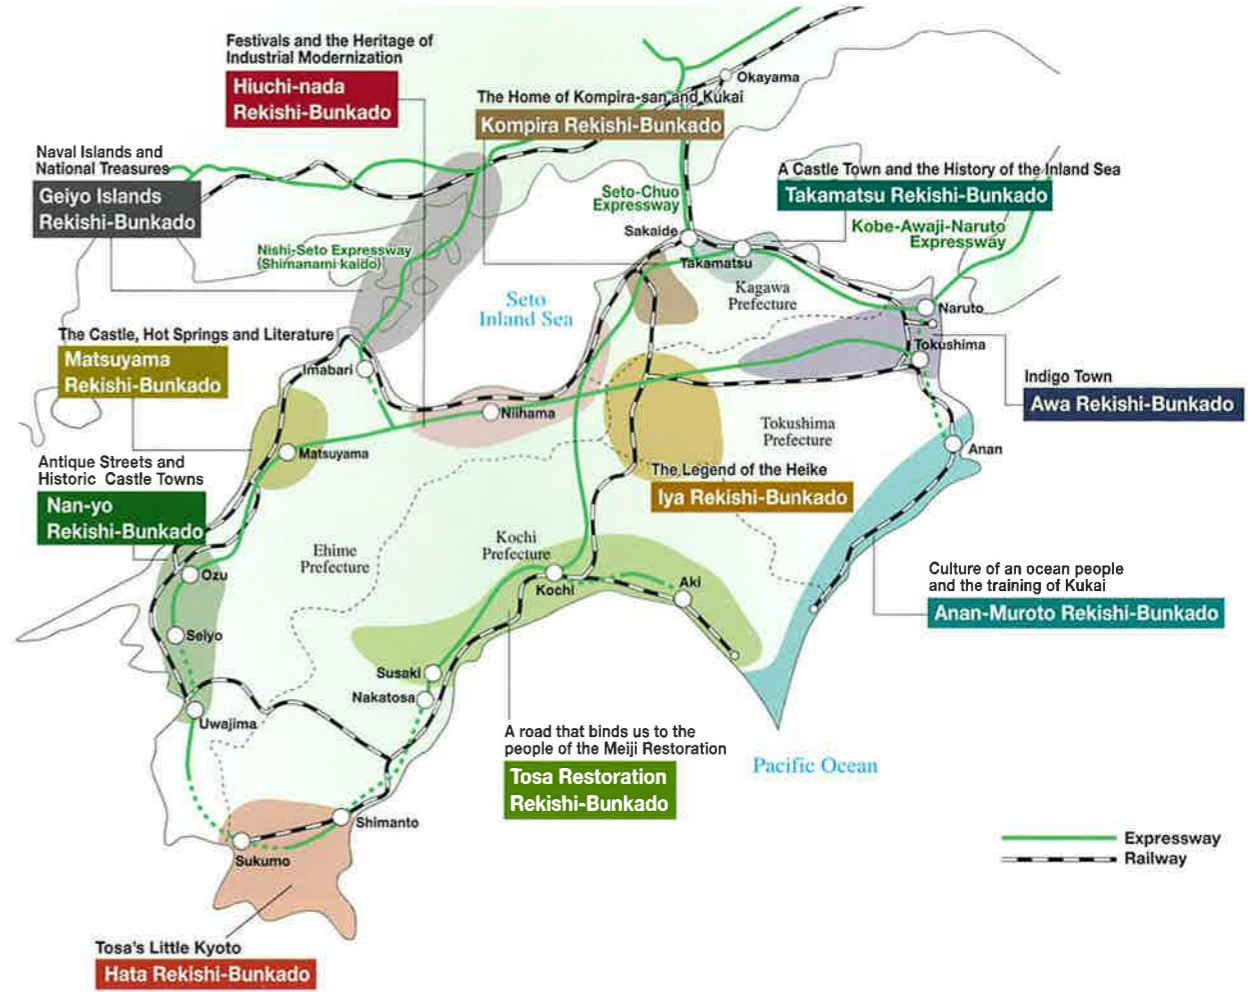 Festivals and the Heritage of
Industrial Modernization
Hiuchi-nada
Rekishi-Bunkado
Okayama
The Home of Kompira-san and Kukai
Kompira Rekishi-Bunkado
Naval Islands and
National Treasures
Geiyo Islands
Rekishi-Bunkado
A Castle Town and the History of the Inland Sea
Takamatsu Rekishi-Bunkado
Seto-Chuo
Expressway
Kobe-Awaji-Naruto
Expressway
Sakaide
Nishi-Seto Expressway
(Shimanami kaido)
Takamatsu
Kagawa
Prefecture
Seto
Inland Sea
Naruto
The Castle, Hot Springs and Literature
Matsuyama
Rekishi-Bunkado
Imabari
Tokushima
Indigo Town
Awa Rekishi-Bunkado
Niihama
Tokushima
Prefecture
Matsuyama
Anan
Antique Streets and
Historic Castle Towns
Nan-yo
Rekishi-Bunkado
The Legend of the Heike
Iya Rekishi-Bunkado
Ehime
Prefecture
Kochi
Prefecture
Ozu
Kochi
Aki
Culture of an ocean people
and the training of Kukai
Anan-Muroto Rekishi-Bunkado
Seiyo
Susaki
Nakatosa
Uwajima
A road that binds us to the
people of the Meiji Restoration
Tosa Restoration
Rekishi-Bunkado
Pacific Ocean
Shimanto
Sukumo
Expressway
Railway
Tosa's Little Kyoto
Hata Rekishi-Bunkado